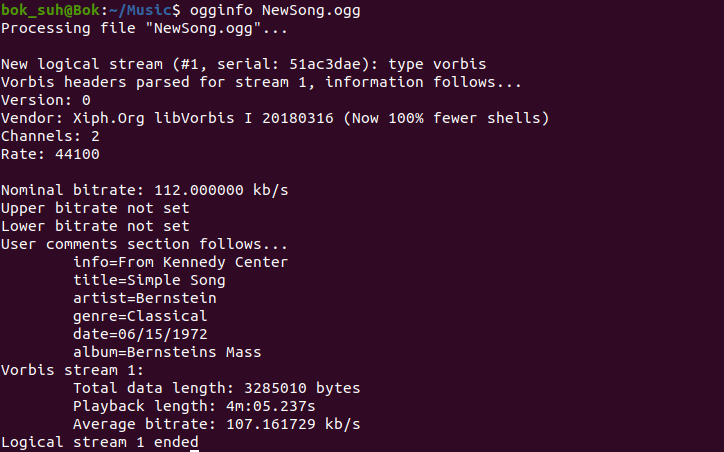 bok_suh@Bok:~/Music$ ogginfo NewSong.ogg
Processing file "NewSong.ogg"...
New logical stream (#1, serial: 51ac3dae): type vorbis
Vorbis headers parsed for stream 1, information follows...
Version: 0
Vendor: Xiph.Org libVorbis I 20180316 (Now 100% fewer shells)
Channels: 2
Rate: 44100
Nominal bitrate: 112.000000 kb/s
Upper bitrate not set
Lower bitrate not set
User comments section follows...
info=From Kennedy Center
title=Simple Song
artist=Bernstein
genre=Classical
date=06/15/1972
album=Bernsteins Mass
Vorbis stream 1:
Total data length: 3285010 bytes
Playback length: 4m:05.237s
Average bitrate: 107.161729 kb/s
Logical stream 1 ended